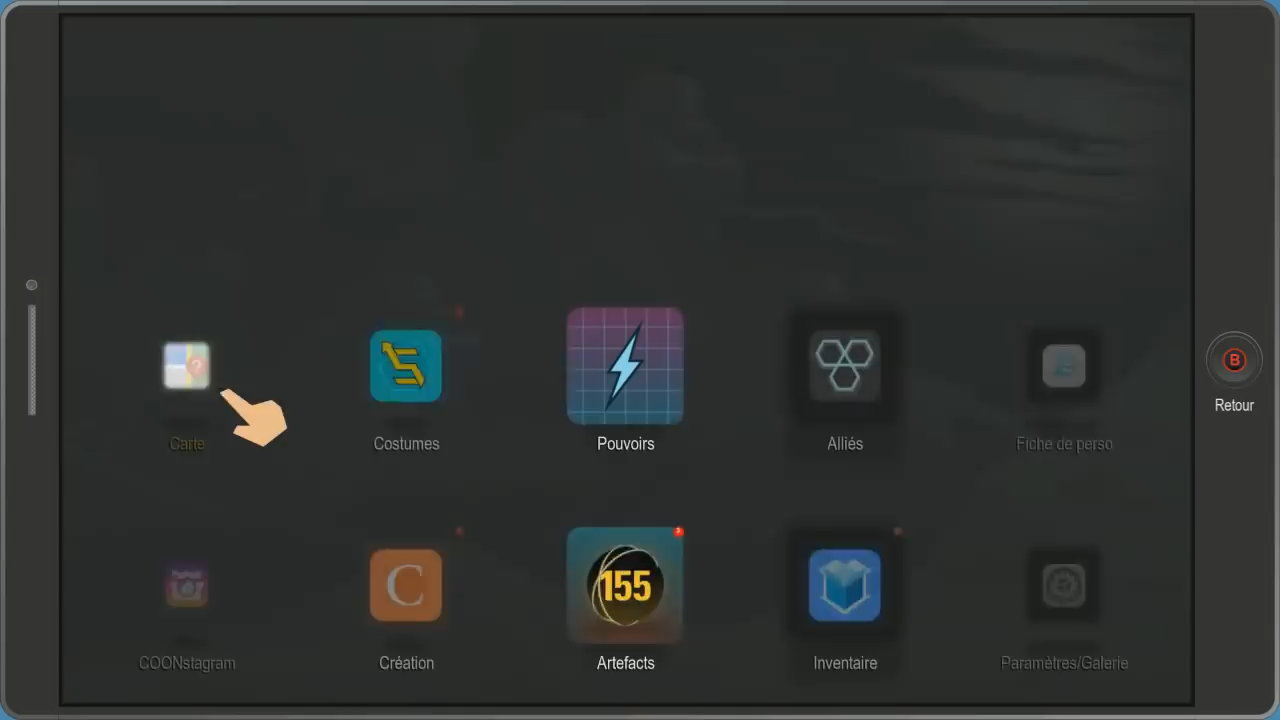 Carte
Costumes
Pouvoirs
Alliés
Fiche de perso
B
Retour
COONstagram
C
Création
155
Artefacts
Inventaire
Paramètres/Galerie